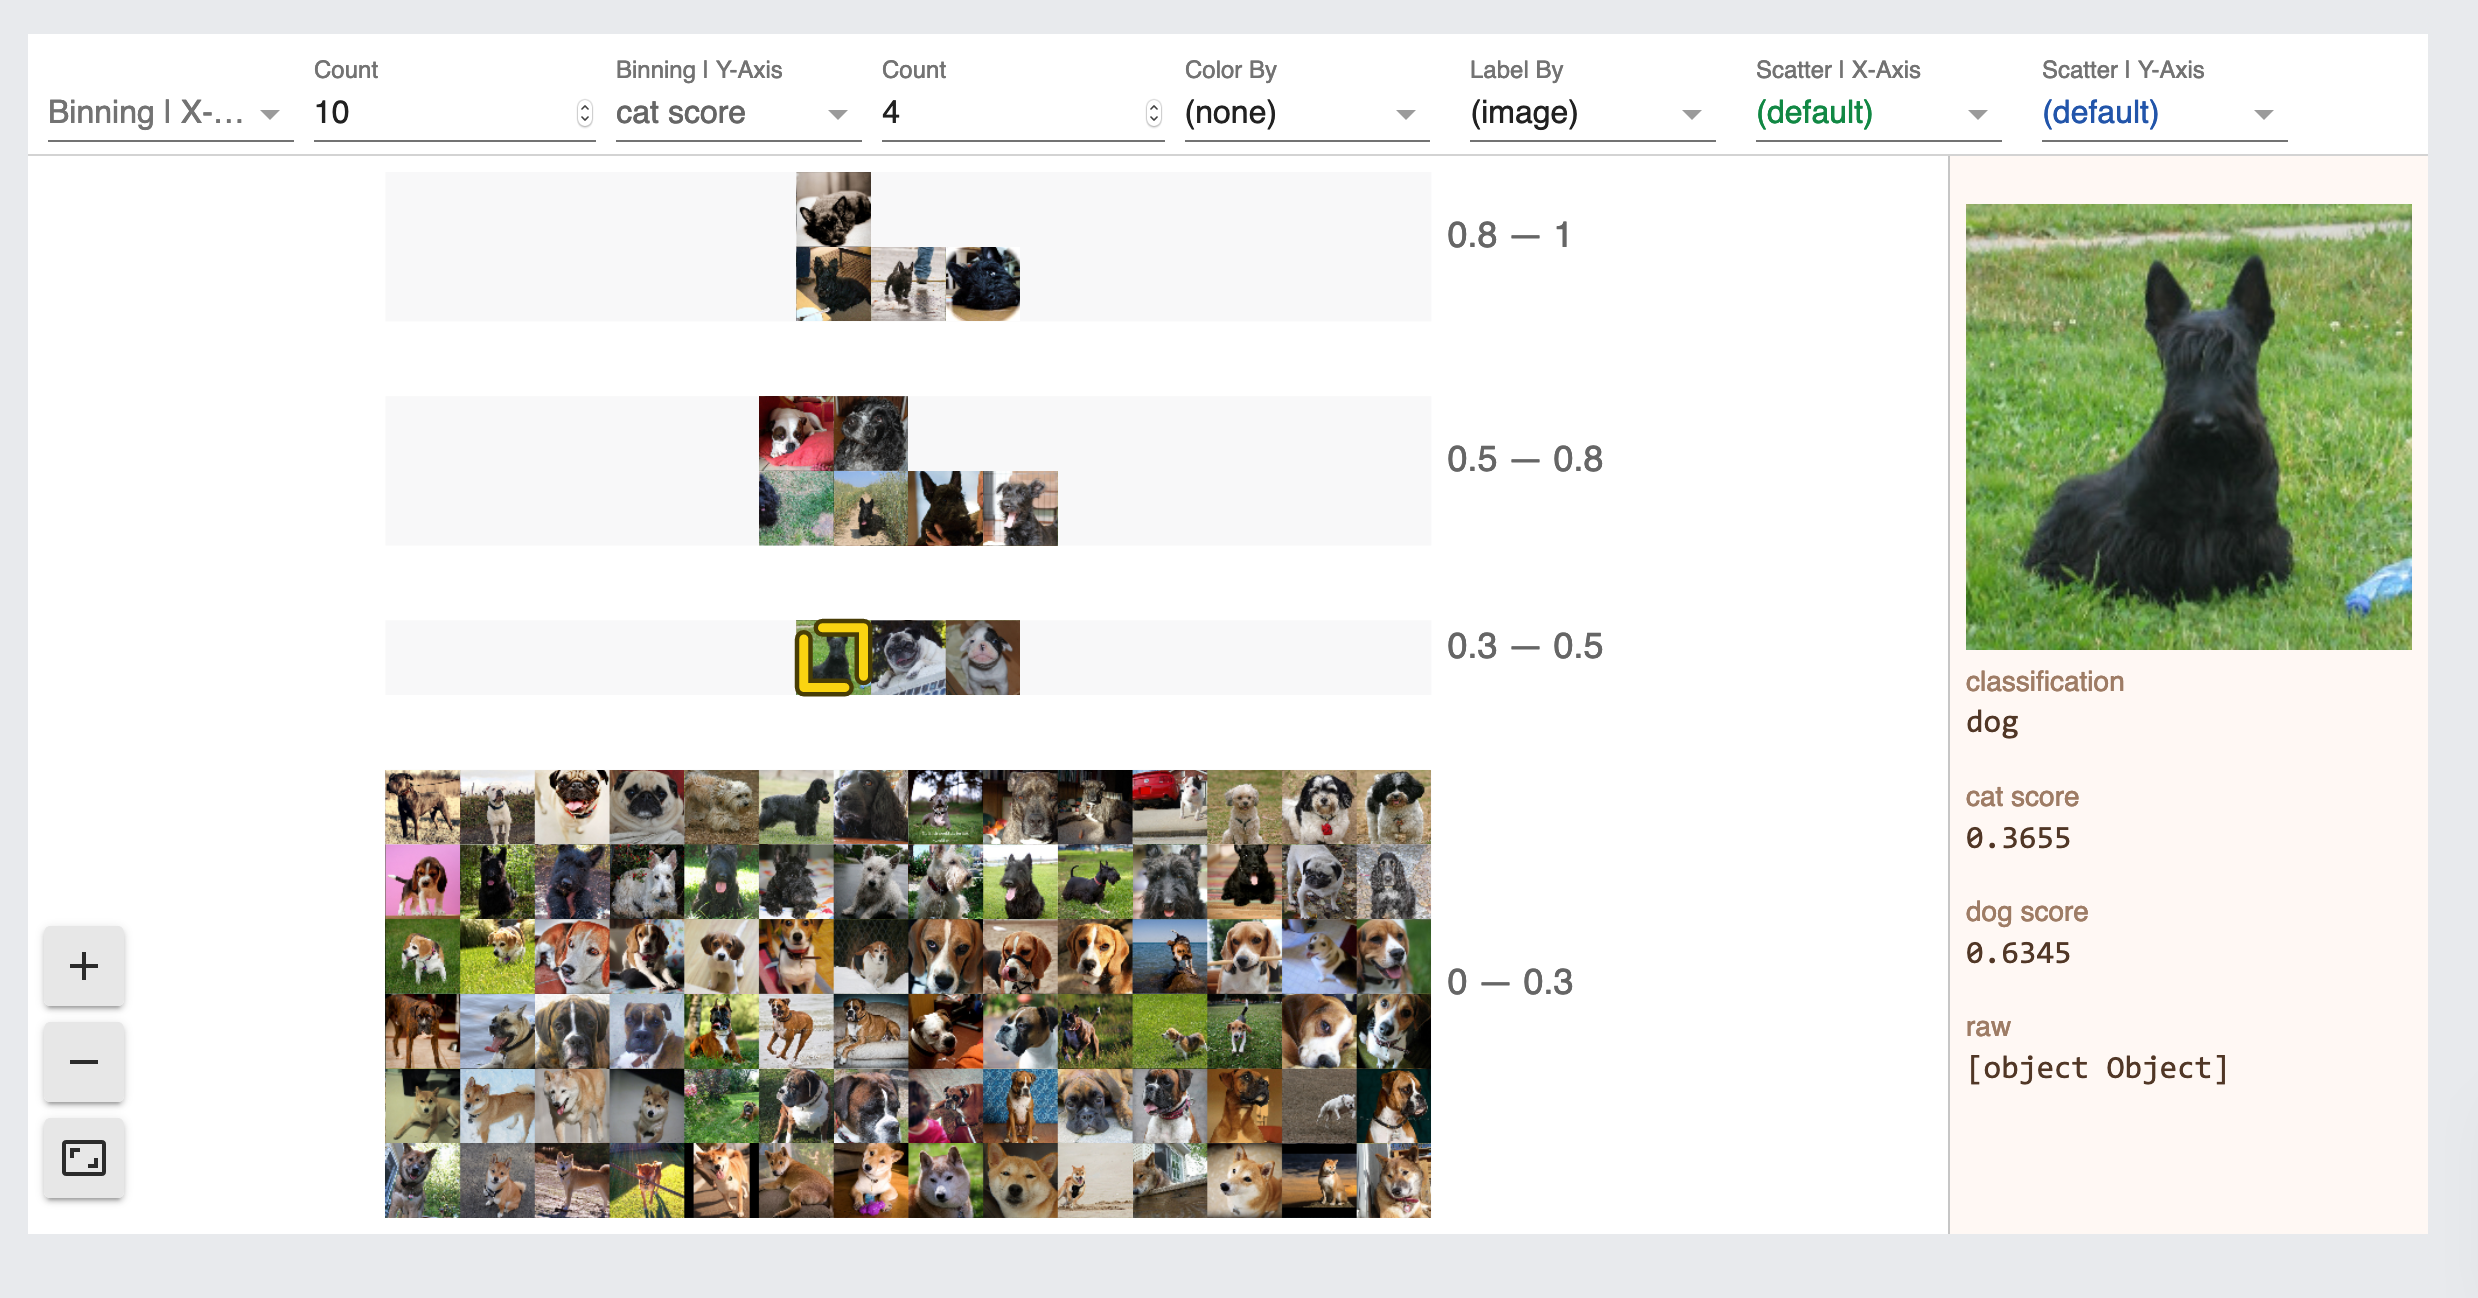 Count
Binning | Y-Axis
Count
Color By
Label By
Scatter | X-Axis
Scatter | Y-Axis
Binning | X-...
10
cat score
4
(none)
(image)
(default)
(default)
0.8 — 1
0.5 — 0.8
0.3 — 0.5
0 — 0.3
classification
dog
cat score
0.3655
dog score
0.6345
raw
[object Object]